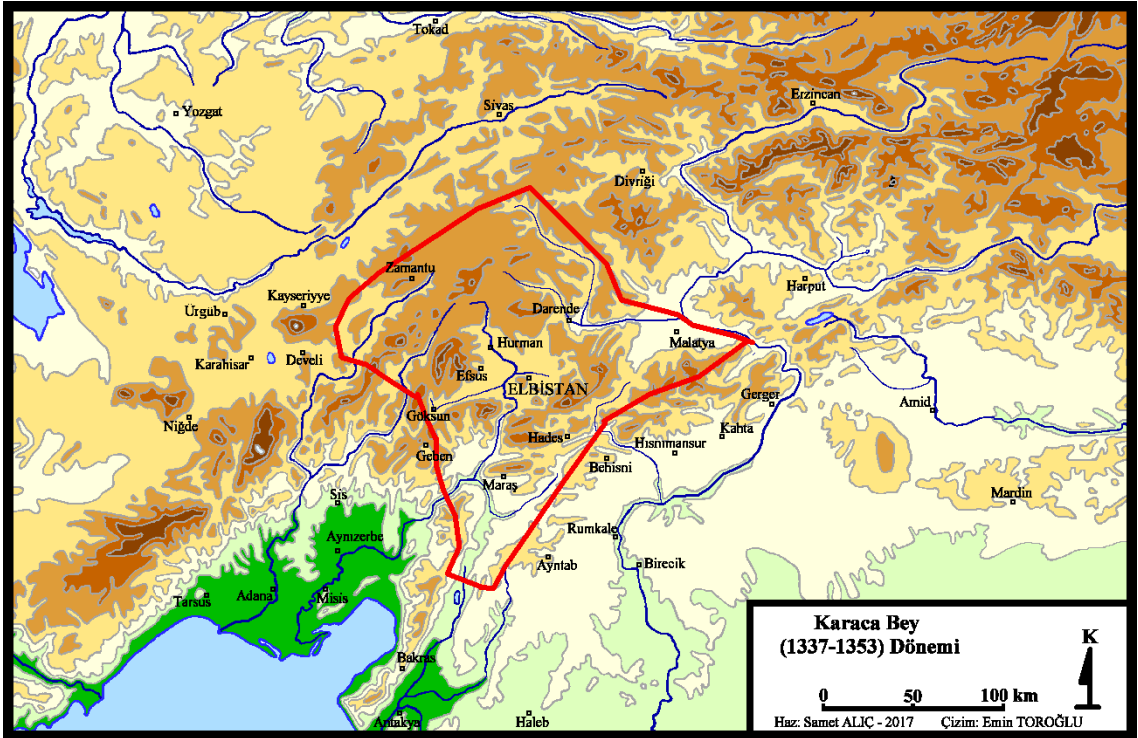 Tokad
Erzincan
Sivas
Yozgat
Divriği
Zamantu
Harput
Kayseriyye
Ürgüb
Darende
Malatya
Hurman
Karahisar
Develi
Efsus
ELBİSTAN
Gerger
Amid
Göksun
Niğde
Kahta
Hades
Hısnımansur
Geben
Behisni
Maraş
Mardin
Sis
Rumkale
Aynızerbe
Ayntab
Birecik
Tarsus
Adana
Misis
Karaca Bey
(1337-1353) Dönemi
K
Bakras
0 50 100 km
Antakya
Haleb
Haz: Samet ALIÇ - 2017 Çizim: Emin TOROĞLU